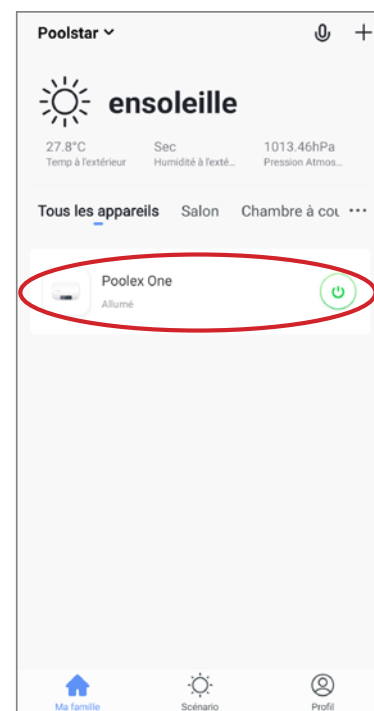 Poolstar
ensoleille
27.8°C Sec 1013.46hPa
Temp à l'extérieur Humidité à l'exté... Pression Atmos...
Tous les appareils Salon Chambre à cou ...
Poolex One
Allumé
Ma famille Scénario Profil